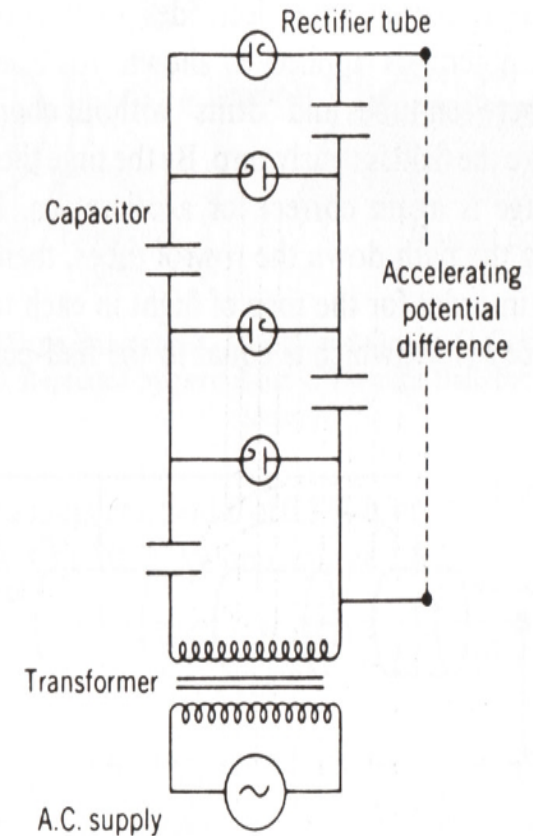 Rectifier tube
Capacitor
Accelerating
potential
difference
Transformer
A.C. supply